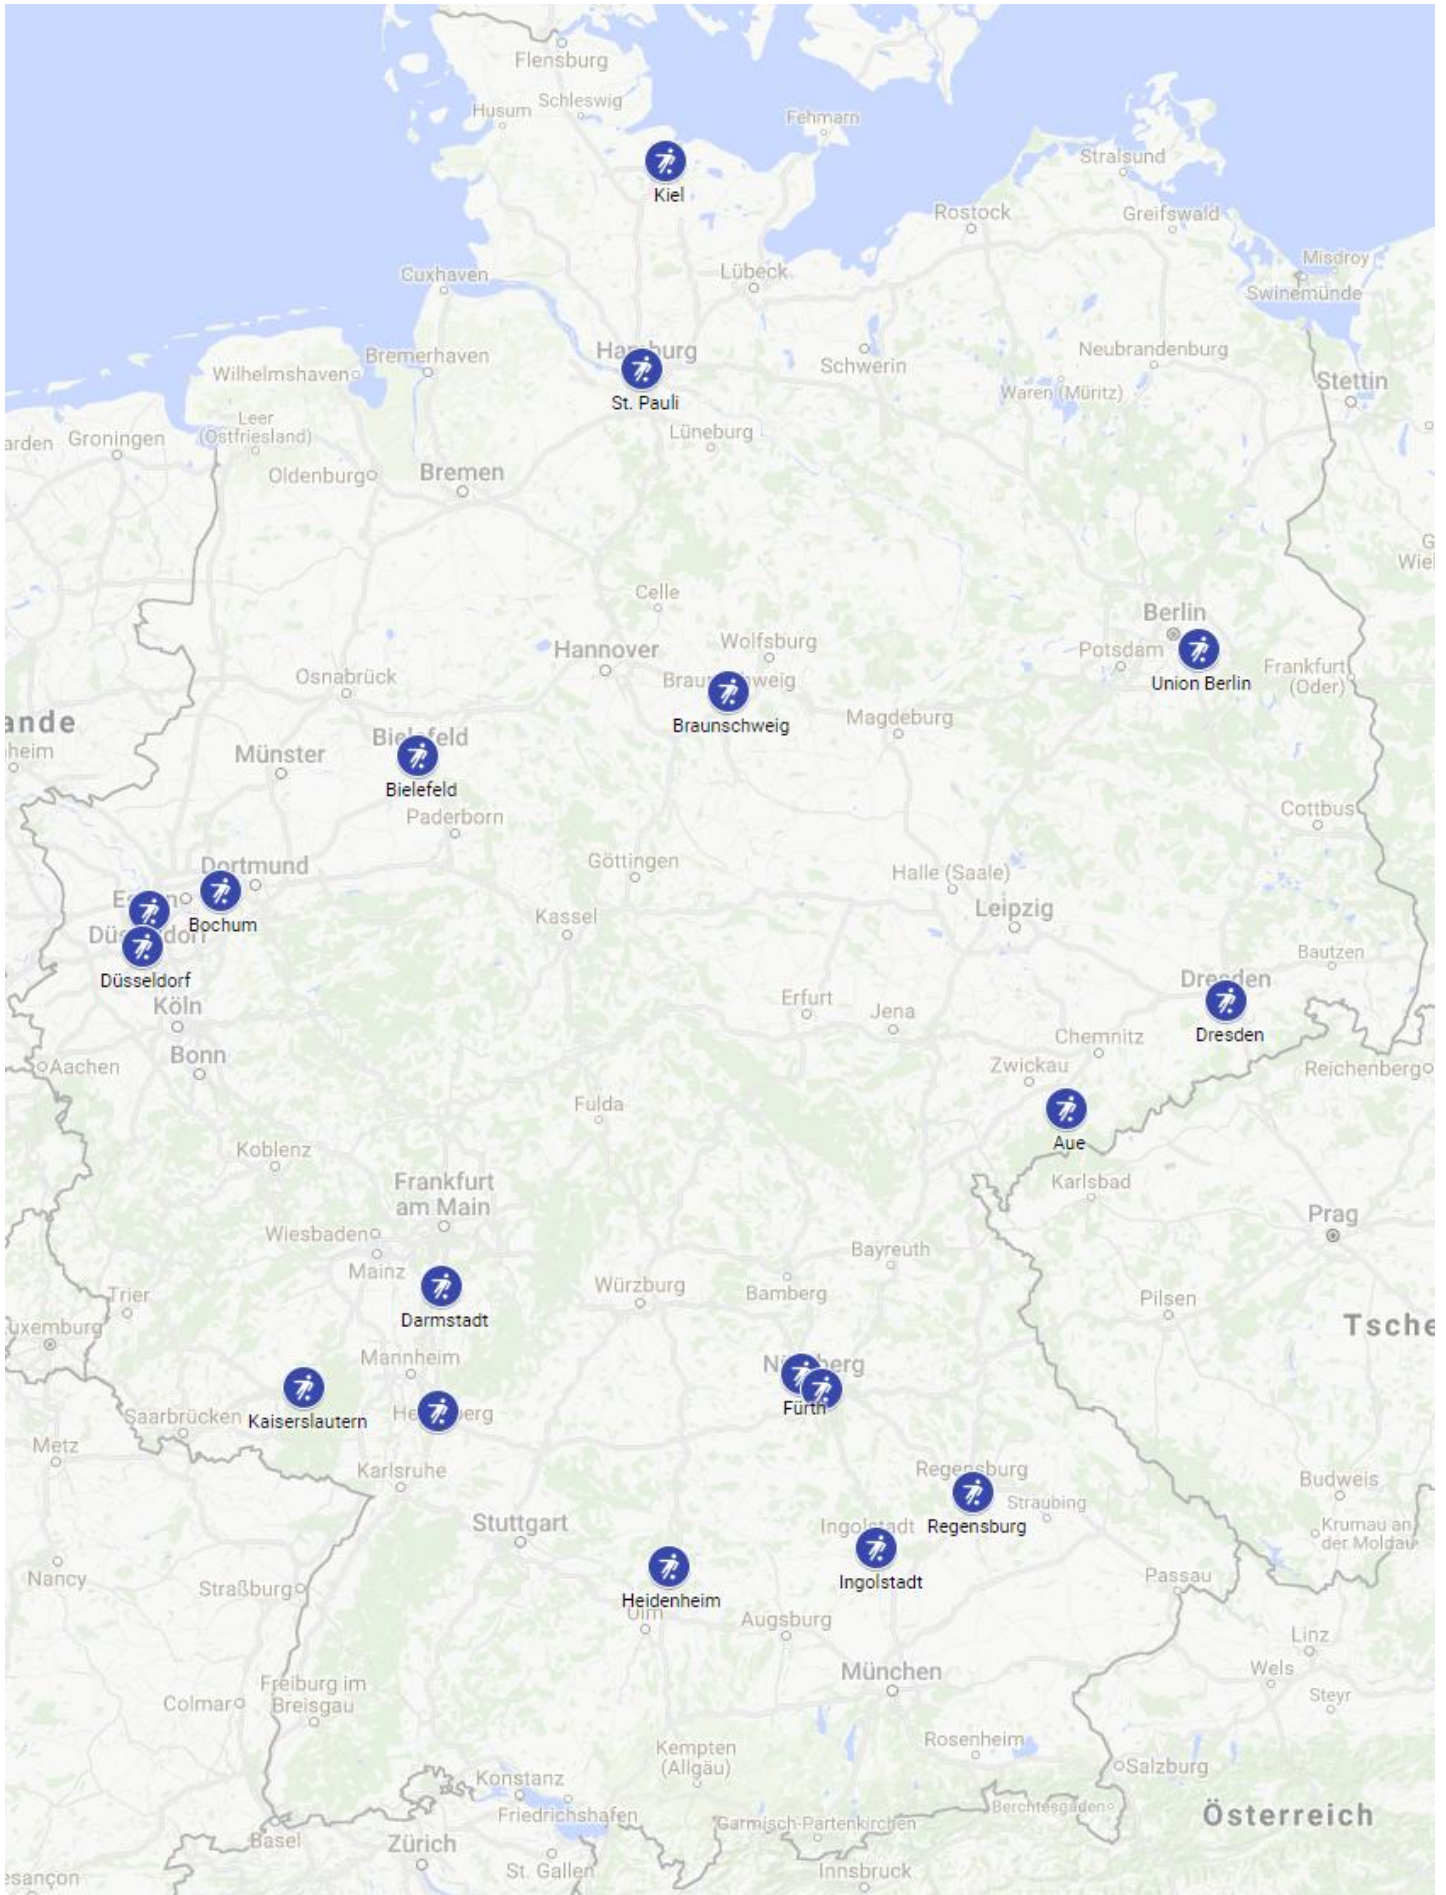 Flensburg
Husum
Schleswig
Fehmarn
Kiel
Stralsund
Rostock
Greifswald
Cuxhaven
Lübeck
Misdroy
Swinemünde
Bremerhaven
Wilhelmshaven
St. Pauli
Schwerin
Neubrandenburg
Waren (Müritz)
Stettin
Leer
(Ostfriesland)
arden
Groningen
Lüneburg
Oldenburg
Bremen
Celle
Berlin
Hannover
Wolfsburg
Potsdam
Union Berlin
Frankfurt
(Oder)
Osnabrück
Braunschweig
Magdeburg
ande
heim
Münster
Bielefeld
Paderborn
Cottbus
Dortmund
Göttingen
Halle (Saale)
Leipzig
Bochum
Kassel
Düsseldorf
Köln
Bautzen
Dresden
Erfurt
Jena
Chemnitz
Zwickau
Bonn
Aachen
Reichenberg
Fulda
Aue
Koblenz
Karlsbad
Frankfurt
am Main
Prag
Wiesbaden
Mainz
Bayreuth
Würzburg
Bamberg
Trier
Pilsen
uxemburg
Darmstadt
Tsche
Mannheim
Fürth
Saarbrücken
Kaiserslautern
Metz
Karlsruhe
Regensburg
Straubing
Budweis
Stuttgart
Ingolstadt
Regensburg
Krumau an
der Moldau
Nancy
Straßburg
Heidenheim
Ulm
Ingolstadt
Passau
Augsburg
Linz
München
Wels
Steyr
Freiburg im
Breisgau
Colmar
Rosenheim
Kempten
(Allgäu)
Salzburg
Konstanz
Friedrichshafen
Berchtesgaden
Garmisch-Partenkirchen
Österreich
Basel
Zürich
St. Gallen
Innsbruck
esançon